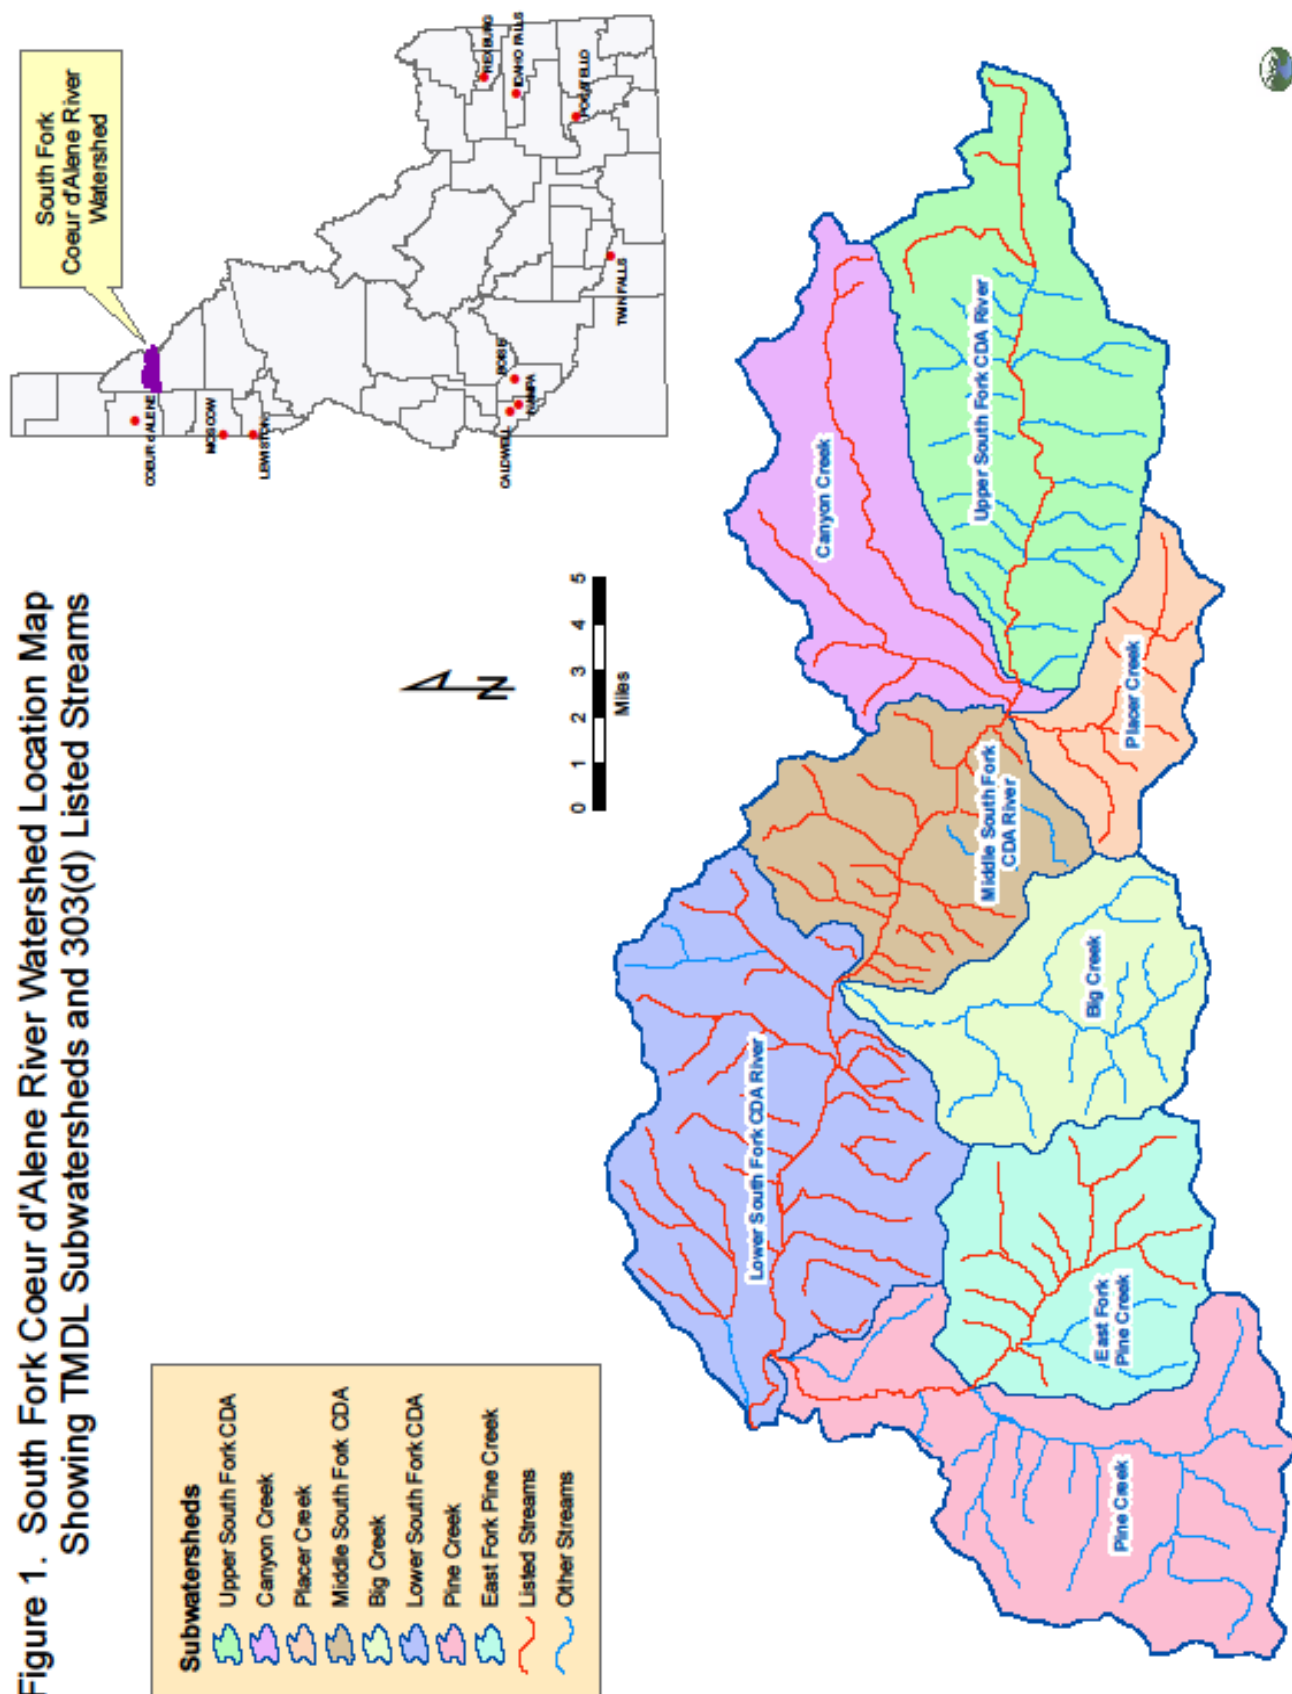 Figure 1. South Fork Coeur d'Alene River Watershed Location Map
Showing TMDL Subwatersheds and 303(d) Listed Streams
South Fork
Coeur d'Alene River
Watershed
COEUR d'ALENE
MOSCOW
LEWISTON
CALDWELL
BOISE
NAMPA
TWIN FALLS
REXBURG
IDAHO FALLS
POCATELLO
N
0 1 2 3 4 5
Miles
Subwatersheds
Upper South Fork CDA
Canyon Creek
Placer Creek
Middle South Fork CDA
Big Creek
Lower South Fork CDA
Pine Creek
East Fork Pine Creek
Listed Streams
Other Streams
Lower South Fork CDA River
Canyon Creek
Upper South Fork CDA River
Middle South Fork
CDA River
Placer Creek
Big Creek
East Fork
Pine Creek
Pine Creek